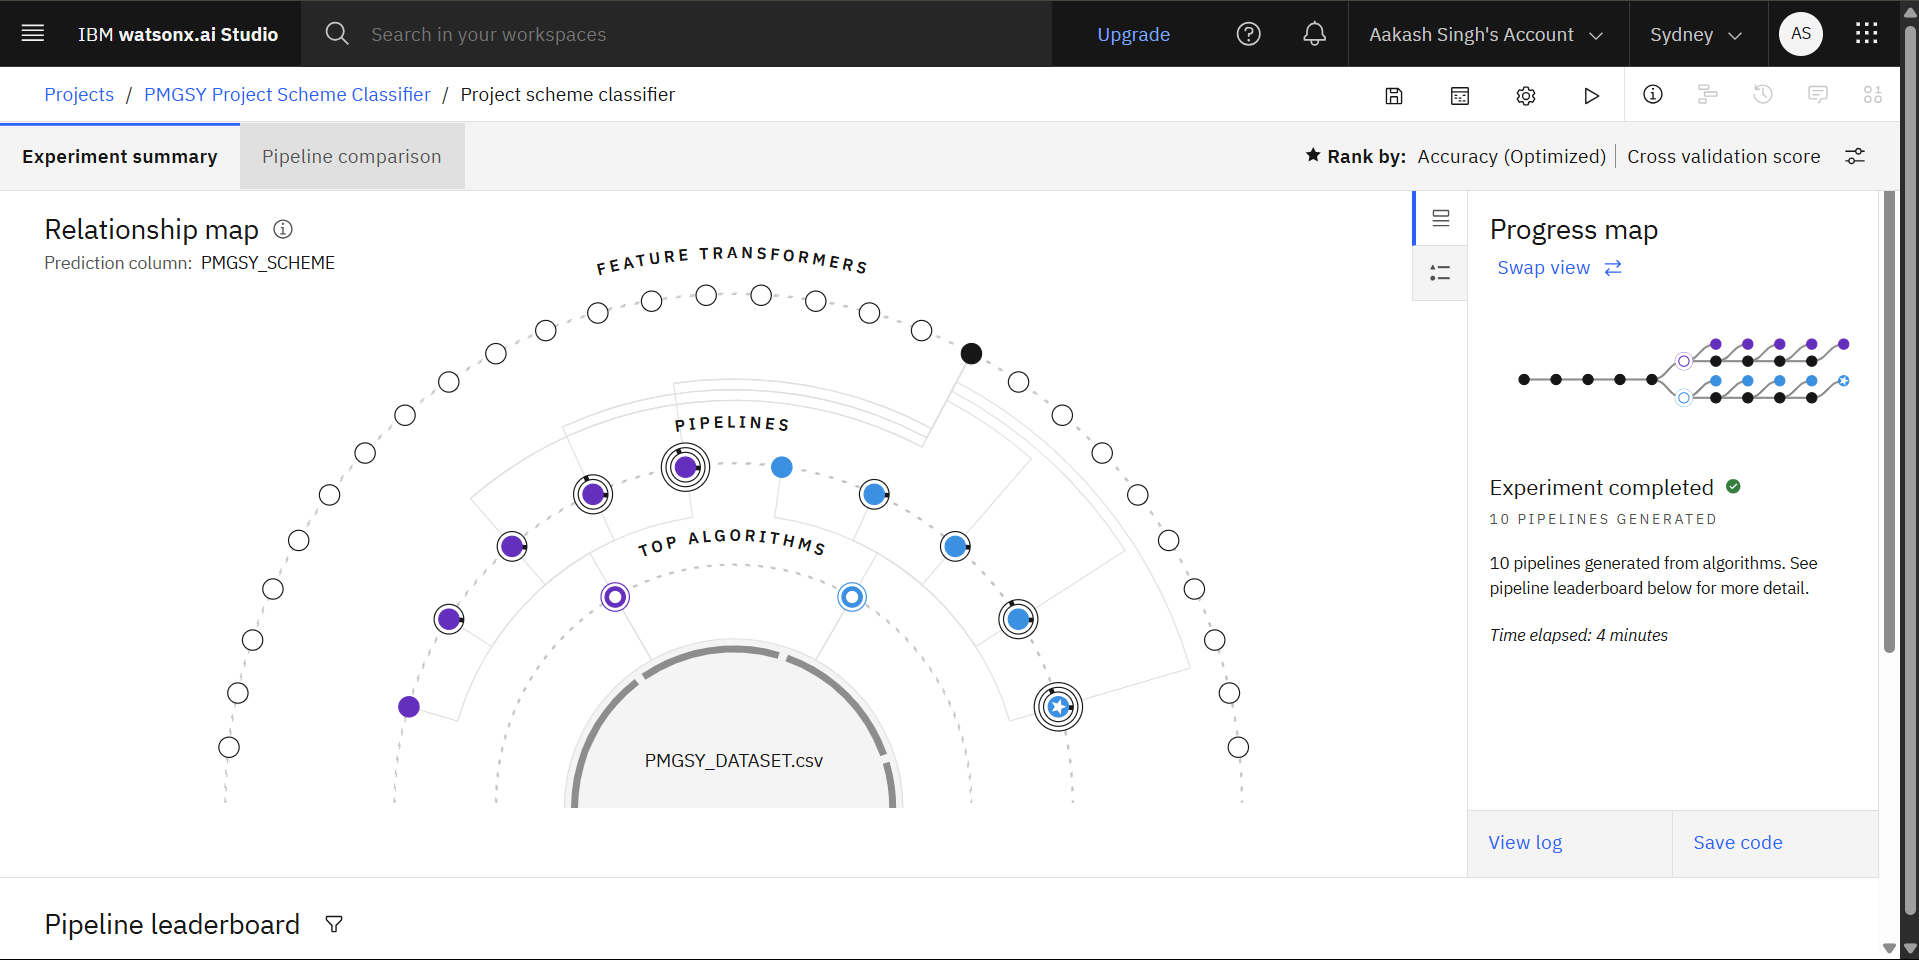 IBM watsonx.ai Studio
Search in your workspaces
Upgrade
Aakash Singh's Account
Sydney
AS
Projects / PMGSY Project Scheme Classifier / Project scheme classifier
Experiment summary
Pipeline comparison
Rank by: Accuracy (Optimized) | Cross validation score
Relationship map
Prediction column: PMGSY_SCHEME
FEATURE TRANSFORMERS
PIPELINES
TOP ALGORITHMS
PMGSY_DATASET.csv
Progress map
Swap view
Experiment completed
10 PIPELINES GENERATED
10 pipelines generated from algorithms. See
pipeline leaderboard below for more detail.
Time elapsed: 4 minutes
View log
Save code
Pipeline leaderboard